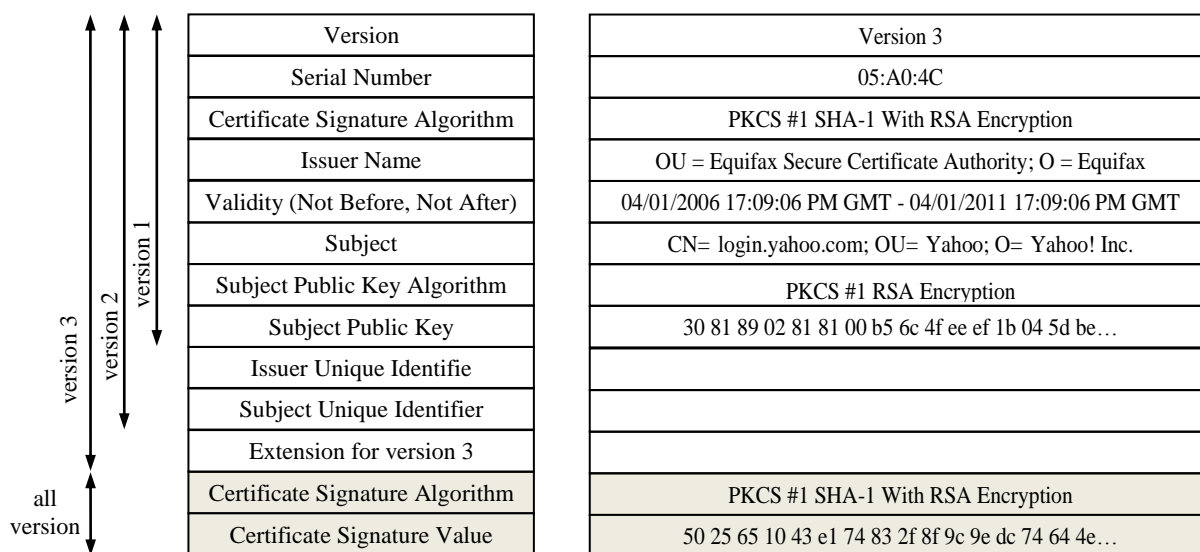 Version
Version 3
Serial Number
05:A0:4C
Certificate Signature Algorithm
PKCS #1 SHA-1 With RSA Encryption
Issuer Name
OU = Equifax Secure Certificate Authority; O = Equifax
Validity (Not Before, Not After)
04/01/2006 17:09:06 PM GMT - 04/01/2011 17:09:06 PM GMT
Subject
CN= login.yahoo.com; OU= Yahoo; O= Yahoo! Inc.
Subject Public Key Algorithm
PKCS #1 RSA Encryption
Subject Public Key
30 81 89 02 81 81 00 b5 6c 4f ee ef 1b 04 5d be…
Issuer Unique Identifie
Subject Unique Identifier
Extension for version 3
Certificate Signature Algorithm
PKCS #1 SHA-1 With RSA Encryption
Certificate Signature Value
50 25 65 10 43 e1 74 83 2f 8f 9c 9e dc 74 64 4e…
version 3
version 2
version 1
all
version